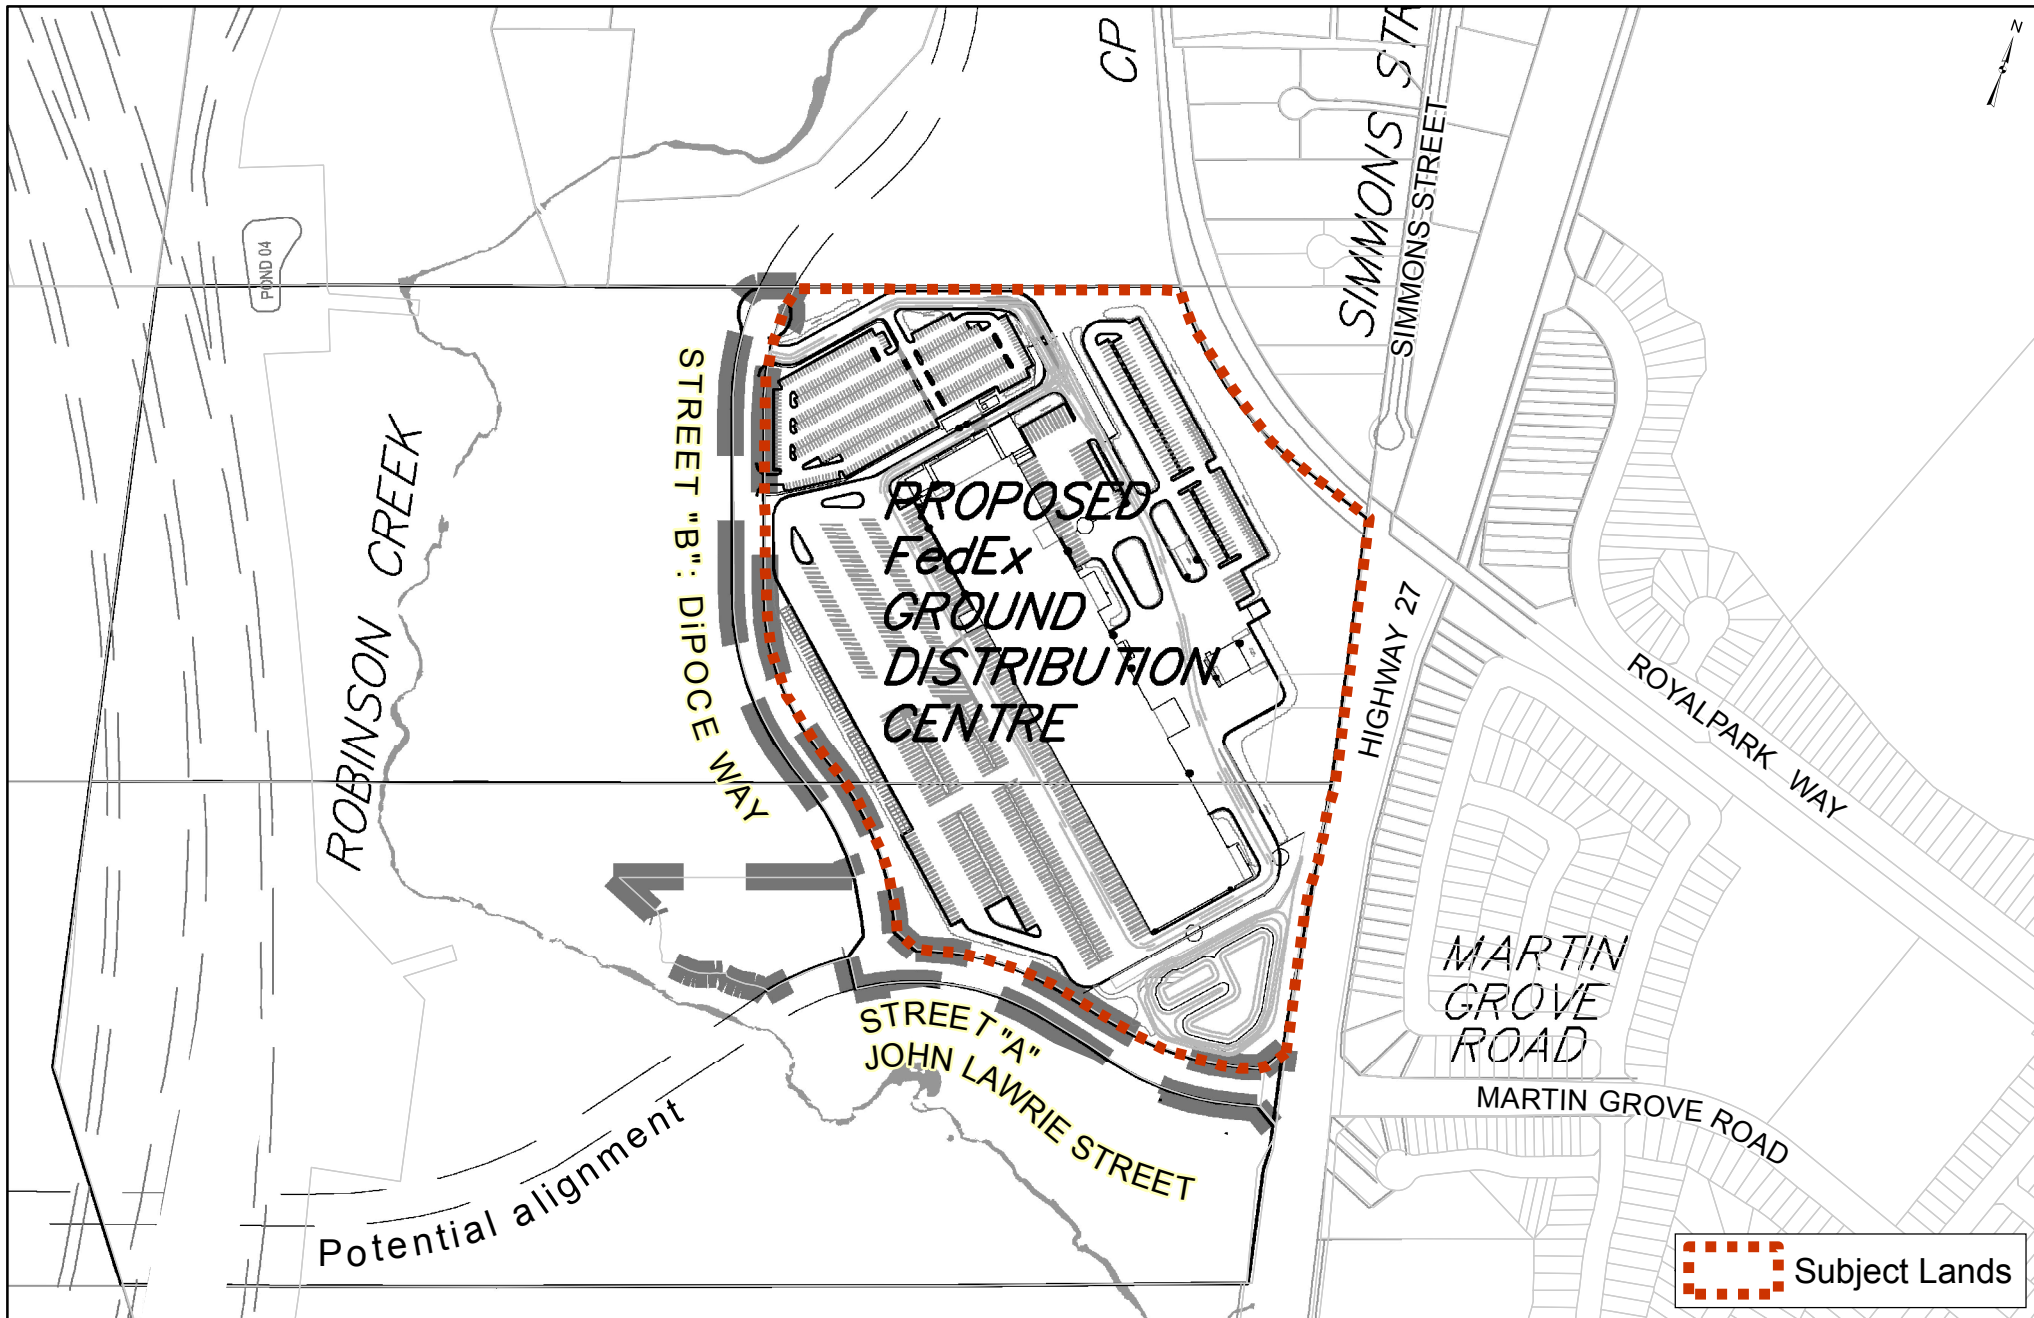 N
CP
SIMMONS STR
SIMMONS STREET
POND 04
ROBINSON CREEK
STREET "B": DiPOCE WAY
PROPOSED
FedEx
GROUND
DISTRIBUTION
CENTRE
HIGHWAY 27
ROYALPARK WAY
MARTIN
GROVE
ROAD
MARTIN GROVE ROAD
STREET "A"
JOHN LAWRIE STREET
Potential alignment
Subject Lands